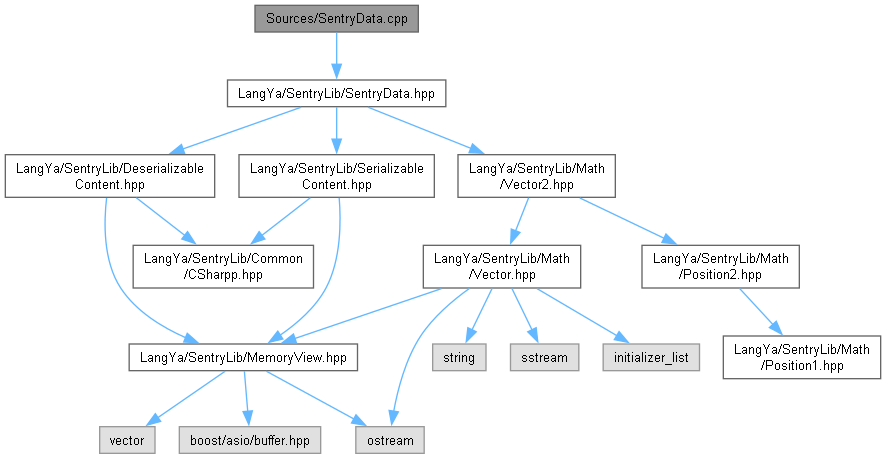 Sources/SentryData.cpp
LangYa/SentryLib/SentryData.hpp
LangYa/SentryLib/Deserializable
Content.hpp
LangYa/SentryLib/Serializable
Content.hpp
LangYa/SentryLib/Math
/Vector2.hpp
LangYa/SentryLib/Common
/CSharpp.hpp
LangYa/SentryLib/Math
/Vector.hpp
LangYa/SentryLib/Math
/Position2.hpp
LangYa/SentryLib/MemoryView.hpp
string
sstream
initializer_list
LangYa/SentryLib/Math
/Position1.hpp
vector
boost/asio/buffer.hpp
ostream